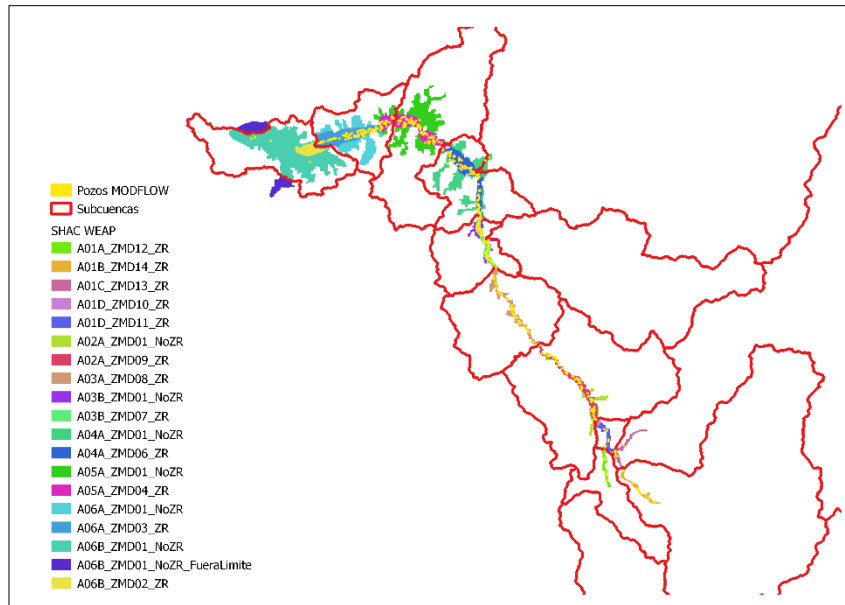 Pozos MODFLOW
Subcuencas
SHAC WEAP
A01A_ZMD12_ZR
A01B_ZMD14_ZR
A01C_ZMD13_ZR
A01D_ZMD10_ZR
A01D_ZMD11_ZR
A02A_ZMD01_NoZR
A02A_ZMD09_ZR
A03A_ZMD08_ZR
A03B_ZMD01_NoZR
A03B_ZMD07_ZR
A04A_ZMD01_NoZR
A04A_ZMD06_ZR
A05A_ZMD01_NoZR
A05A_ZMD04_ZR
A06A_ZMD01_NoZR
A06A_ZMD03_ZR
A06B_ZMD01_NoZR
A06B_ZMD01_NoZR_FueraLimite
A06B_ZMD02_ZR